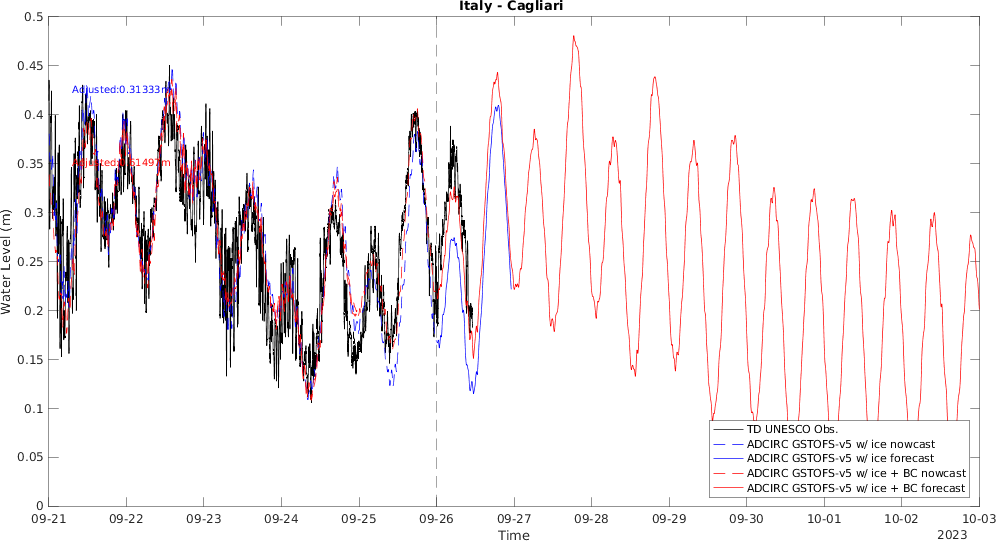 Italy - Cagliari
0.5
0.45
0.4
0.35
0.3
0.25
0.2
0.15
0.1
0.05
0
Water Level (m)
Adjusted:0.31333m
TD UNESCO Obs.
ADCIRC GSTOFS-v5 w/ ice nowcast
ADCIRC GSTOFS-v5 w/ ice forecast
ADCIRC GSTOFS-v5 w/ ice + BC nowcast
ADCIRC GSTOFS-v5 w/ ice + BC forecast
09-21 09-22 09-23 09-24 09-25 09-26 09-27 09-28 09-29 09-30 10-01 10-02 10-03
Time
2023